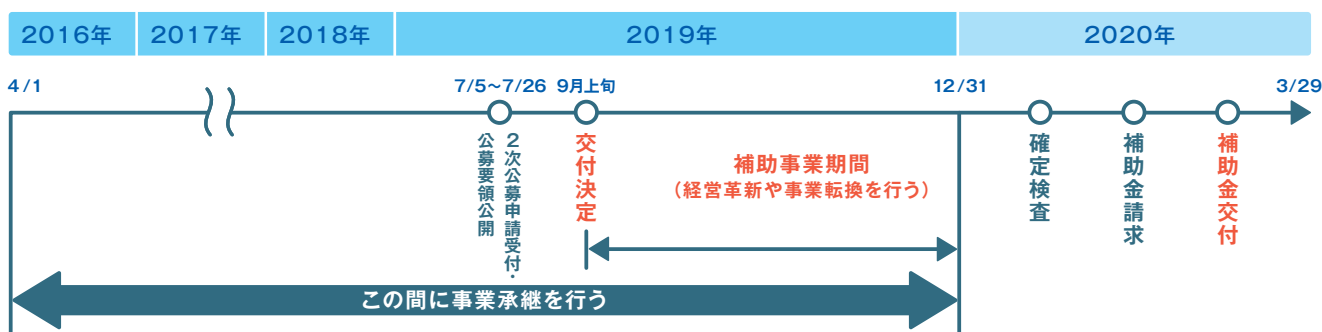 2016年
2017年
2018年
2019年
2020年
4/1
7/5~7/26
9月上旬
12/31
3/29
2次公募申請受付・
公募要領公開
交付決定
補助事業期間
（経営革新や事業転換を行う）
確定検査
補助金請求
補助金交付
この間に事業承継を行う